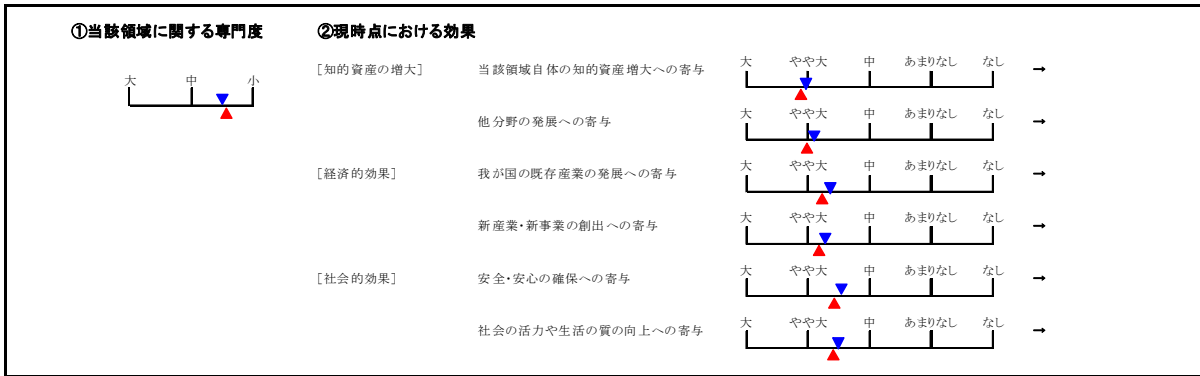 ①当該領域に関する専門度 ②現時点における効果
大 中 小
[知的資産の増大] 当該領域自体の知的資産増大への寄与 大 やや大 中 あまりなし なし →
他分野の発展への寄与 大 やや大 中 あまりなし なし →
[経済的効果] 我が国の既存産業の発展への寄与 大 やや大 中 あまりなし なし →
新産業・新事業の創出への寄与 大 やや大 中 あまりなし なし →
[社会的効果] 安全・安心の確保への寄与 大 やや大 中 あまりなし なし →
社会の活力や生活の質の向上への寄与 大 やや大 中 あまりなし なし →